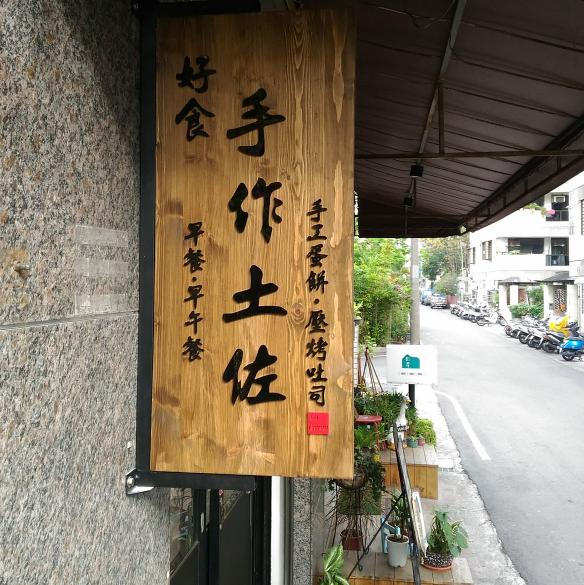 手工蛋餅·壓烤吐司
手作土佐
好食
早餐·早午餐